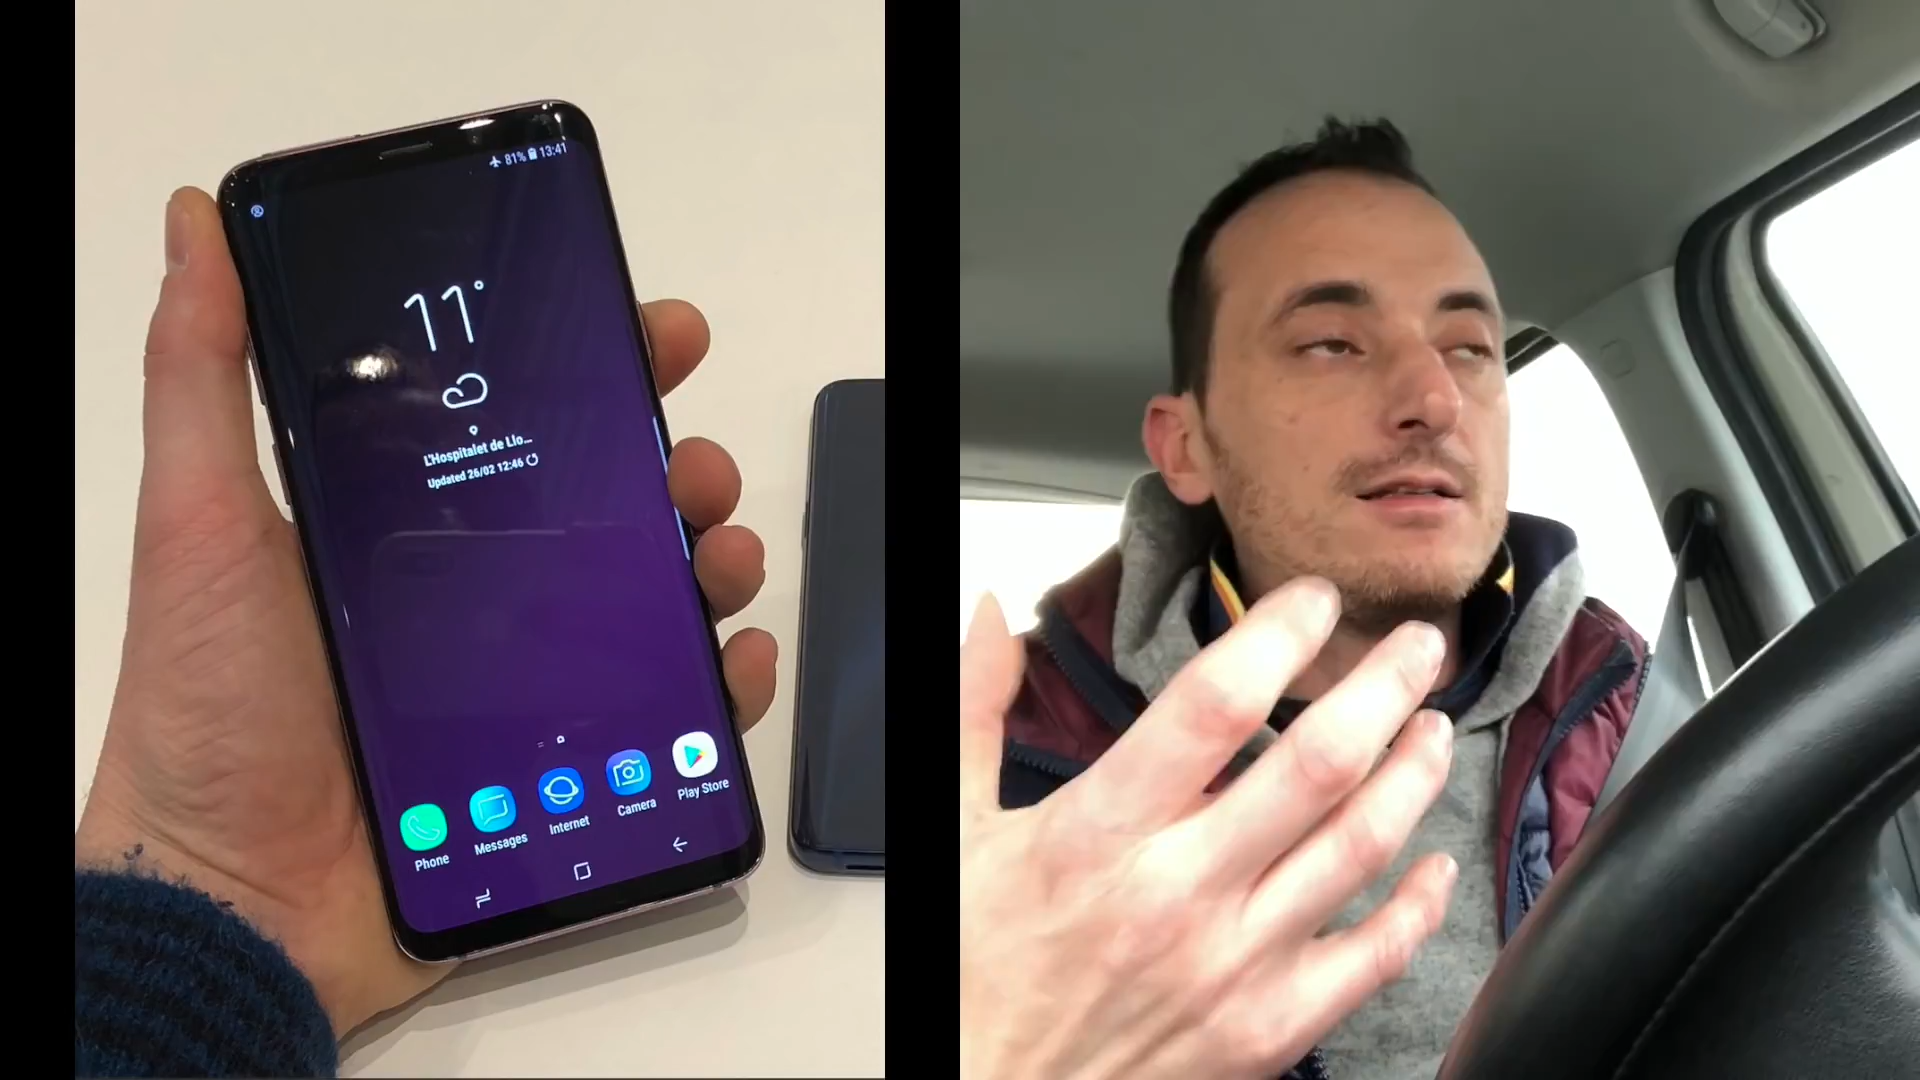 81% 13:41
11°
L'Hospitalet de Llo...
Updated 26/02 12:46
Phone
Messages
Internet
Camera
Play Store